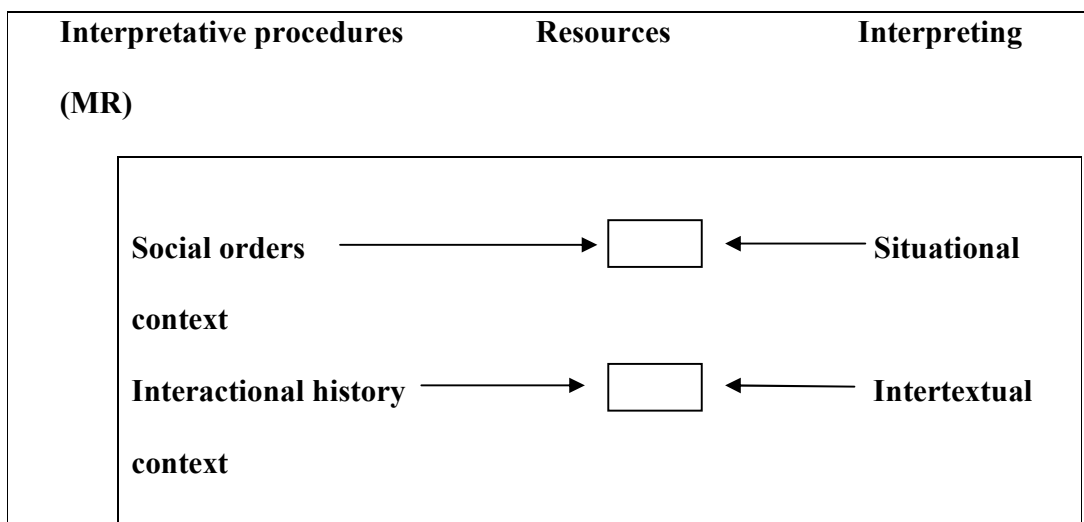 Interpretative procedures Resources Interpreting
(MR)
Social orders Situational
context
Interactional history Intertextual
context